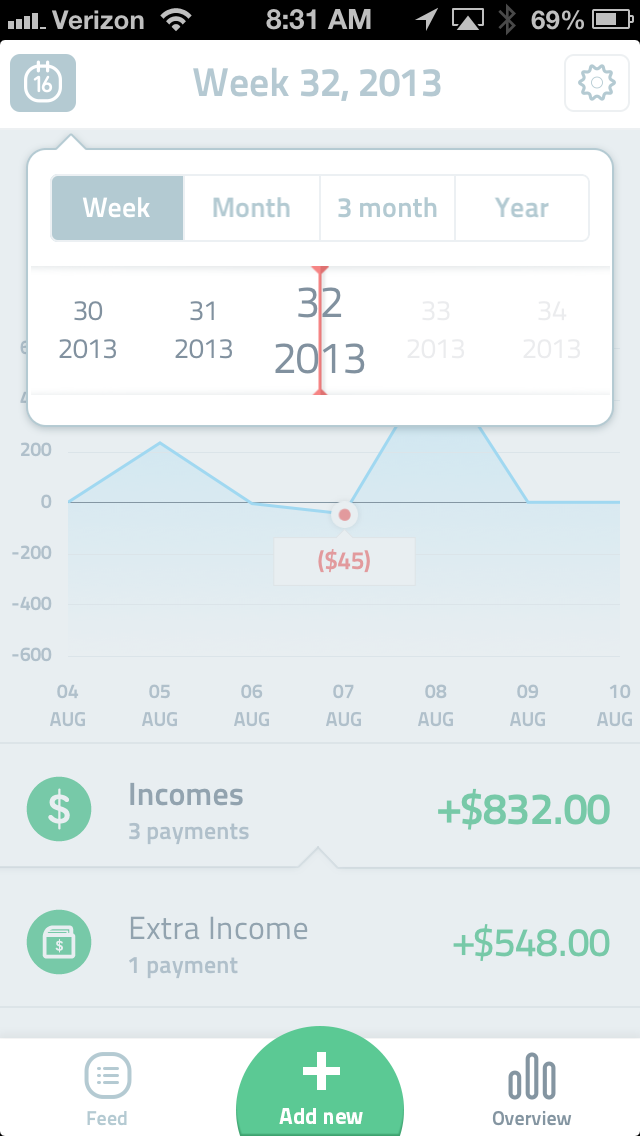 Verizon 8:31 AM 69%
16 Week 32, 2013
Week Month 3 month Year
30 31 32 33 34
2013 2013 2013 2013 2013
200
0
-200
($45)
-400
-600
04 05 06 07 08 09 10
AUG AUG AUG AUG AUG AUG AUG
$ Incomes +$832.00
3 payments
$ Extra Income +$548.00
1 payment
Feed Add new Overview